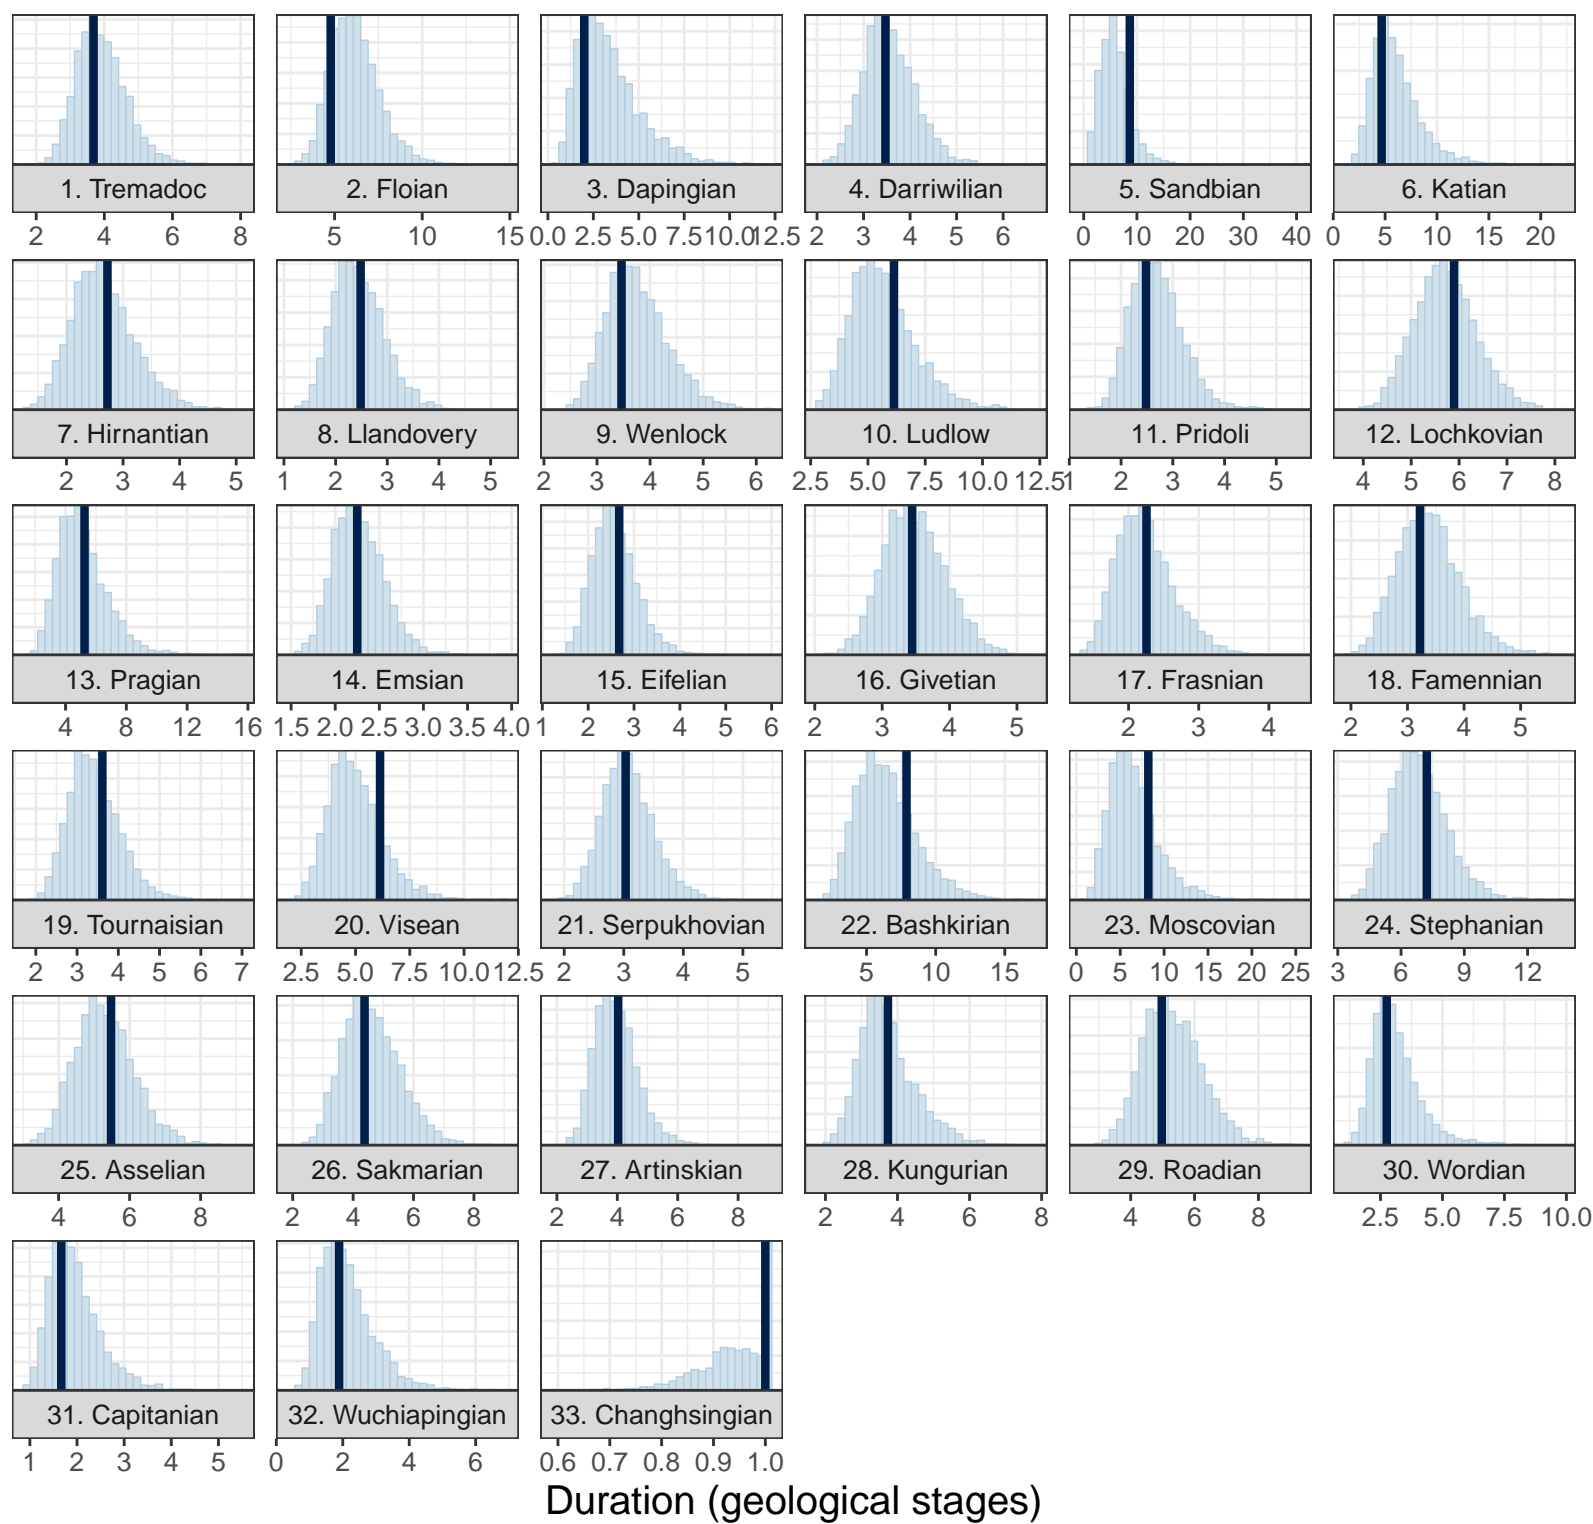 1. Tremadoc 2. Floian 3. Dapingian 4. Darriwilian 5. Sandbian 6. Katian
2 4 6 8 5 10 15 0.0 2.5 5.0 7.5 10.0 12.5 2 3 4 5 6 0 10 20 30 40 0 5 10 15 20
7. Hirnantian 8. Llandovery 9. Wenlock 10. Ludlow 11. Pridoli 12. Lochkovian
2 3 4 5 1 2 3 4 5 2 3 4 5 6 2.5 5.0 7.5 10.0 12.5 1 2 3 4 5 4 5 6 7 8
13. Pragian 14. Emsian 15. Eifelian 16. Givetian 17. Frasnian 18. Famennian
4 8 12 16 1.5 2.0 2.5 3.0 3.5 4.0 1 2 3 4 5 6 2 3 4 5 2 3 4 2 3 4 5
19. Tournaisian 20. Visean 21. Serpukhovian 22. Bashkirian 23. Moscovian 24. Stephanian
2 3 4 5 6 7 2.5 5.0 7.5 10.0 12.5 2 3 4 5 5 10 15 0 5 10 15 20 25 3 6 9 12
25. Asselian 26. Sakmarian 27. Artinskian 28. Kungurian 29. Roadian 30. Wordian
4 6 8 2 4 6 8 2 4 6 8 2 4 6 8 4 6 8 2.5 5.0 7.5 10.0
31. Capitanian 32. Wuchiapingian 33. Changhsingian
1 2 3 4 5 0 2 4 6 0.6 0.7 0.8 0.9 1.0
Duration (geological stages)